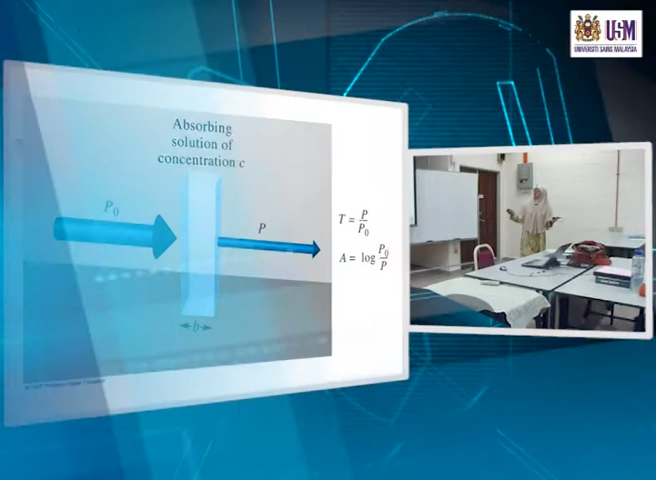 USM
UNIVERSITI SAINS MALAYSIA
Absorbing
solution of
concentration c
P₀
P
T = P/P₀
A = log P₀/P
b